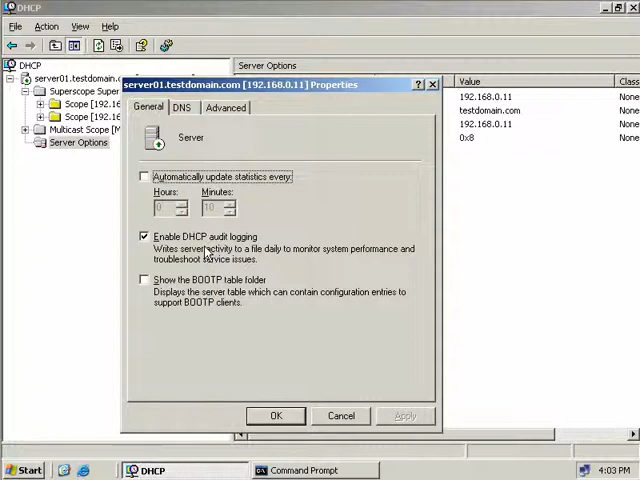 DHCP
File Action View Help
DHCP
server01.testdomain.com
Superscope Super
Scope [192.16
Scope [192.16
Multicast Scope [M
Server Options
Server Options
Value
Class
192.168.0.11
None
testdomain.com
None
192.168.0.11
None
0x8
None
server01.testdomain.com [192.168.0.11] Properties
General DNS Advanced
Server
Automatically update statistics every:
Hours: Minutes:
0 10
Enable DHCP audit logging
Writes server activity to a file daily to monitor system performance and
troubleshoot service issues.
Show the BOOTP table folder
Displays the server table which can contain configuration entries to
support BOOTP clients.
OK Cancel Apply
Start DHCP Command Prompt 4:03 PM